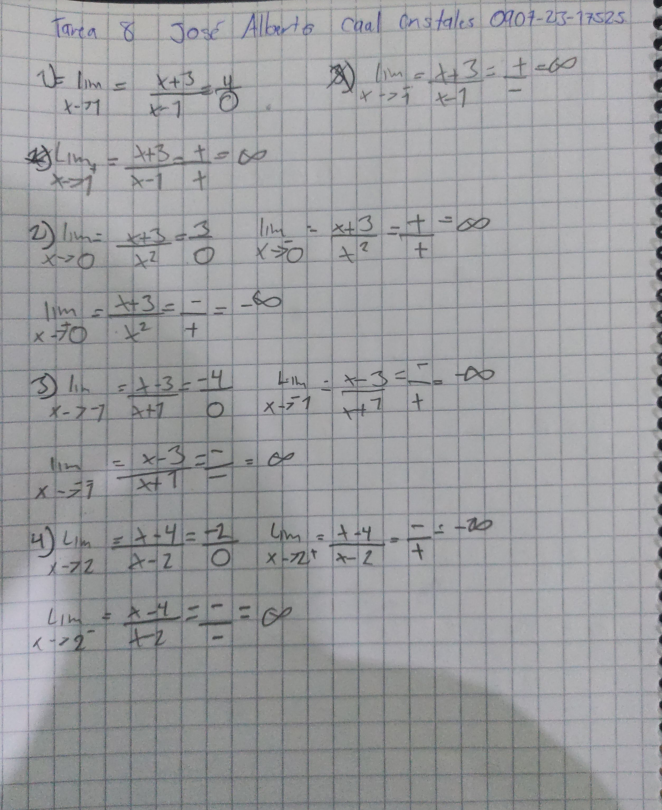 Tarea 8 José Alberto Caal Onstales 0907-23-17525
1) = lim x→1 = x+3/x-1 = 4/0 lim x→1⁻ = x+3/x-1 = +/- = ∞
Lim x→1⁺ = x+3/x-1 = +/+ = ∞
2) lim x→0 = x+3/x² = 3/0 lim x→0⁻ = x+3/x² = +/+ = ∞
lim x→0 = x+3/x² = -/+ = -∞
3) lim x→-1 = x-3/x+1 = -4/0 Lim x→-1 = x-3/x+1 = -/+ = -∞
lim x→-1 = x-3/x+1 = -/- = ∞
4) Lim x→2 = x-4/x-2 = -2/0 Lim x→2⁺ = x-4/x-2 = -/+ = -∞
Lim x→2⁻ = x-4/x-2 = -/- = ∞